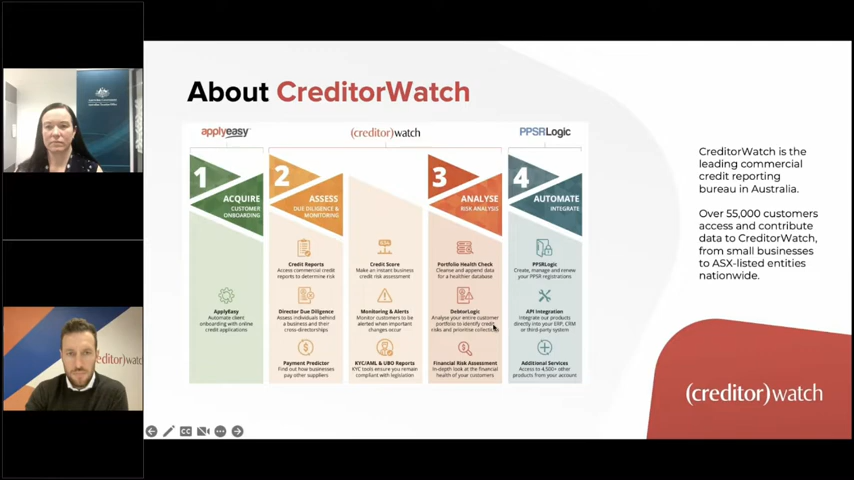 About CreditorWatch
applyeasy
(creditor)watch
PPSRLogic
1
ACQUIRE
CUSTOMER
ONBOARDING
2
ASSESS
DUE DILIGENCE &
MONITORING
3
ANALYSE
RISK ANALYSIS
4
AUTOMATE
INTEGRATE
ApplyEasy
Automate client
onboarding with online
credit applications
Credit Reports
Access commercial credit
reports to determine risk
Director Due Diligence
Assess individuals behind
a business and their
cross-directorships
Payment Predictor
Find out how businesses
pay other suppliers
Credit Score
Make an instant business
credit risk assessment
Monitoring & Alerts
Monitor customers to be
alerted when important
changes occur
KYC/AML & UBO Reports
KYC tools ensure you remain
compliant with legislation
Portfolio Health Check
Cleanse and append data
for a healthier database
DebtorLogic
Analyse your entire customer
portfolio to identify credit
risks and prioritise
Financial Risk Assessment
In-depth look at the financial
health of your customers
PPSRLogic
Create, manage and renew
your PPSR registrations
API Integration
Integrate our products
directly into your ERP, CRM
or third-party system
Additional Services
Access to 4,500+ other
products from your account
CreditorWatch is the
leading commercial
credit reporting
bureau in Australia.
Over 55,000 customers
access and contribute
data to CreditorWatch,
from small businesses
to ASX-listed entities
nationwide.
(creditor)watch
CC